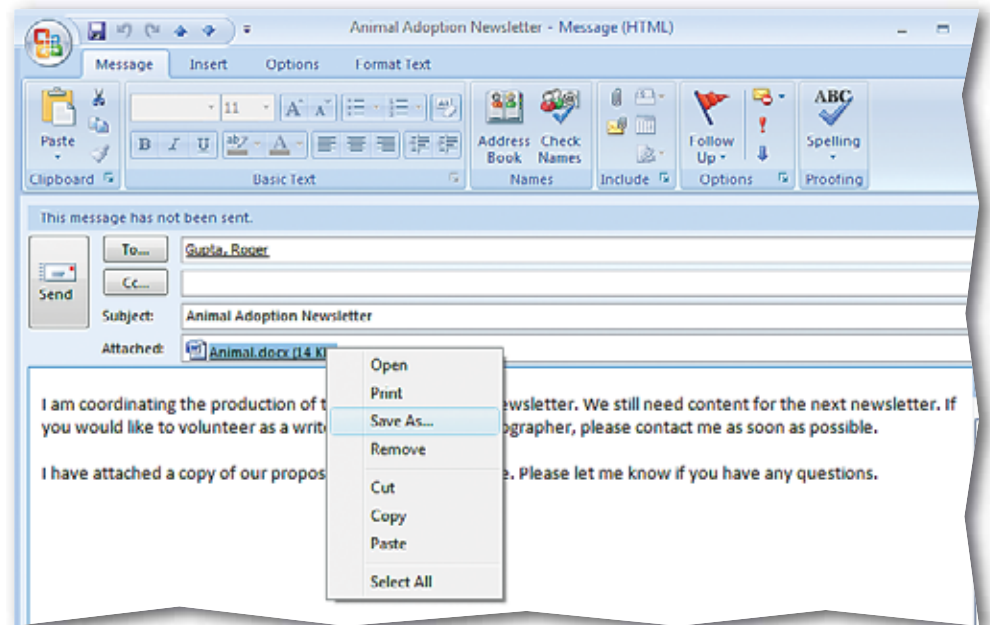 Animal Adoption Newsletter - Message (HTML)
Message Insert Options Format Text
Paste
11
A A
B I U ab A
Address Book
Check Names
Follow Up
ABC
Spelling
Clipboard Basic Text Names Include Options Proofing
This message has not been sent.
Send
To... Gupta, Roger
Cc...
Subject: Animal Adoption Newsletter
Attached: Animal.docx (14 K
Open
Print
Save As...
Remove
Cut
Copy
Paste
Select All
I am coordinating the production of t ewsletter. We still need content for the next newsletter. If
you would like to volunteer as a write ographer, please contact me as soon as possible.
I have attached a copy of our propos e. Please let me know if you have any questions.